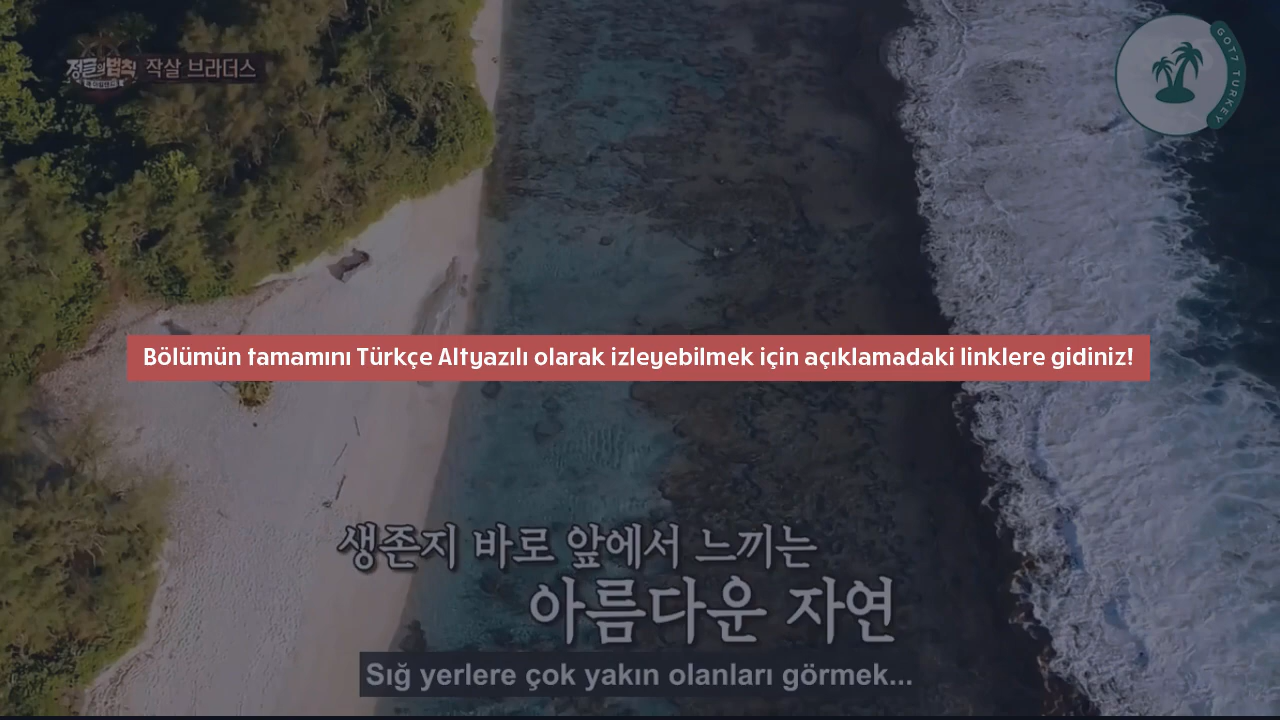 정글의 법칙 작살 브라더스
GOT7 TURKEY
Bölümün tamamını Türkçe Altyazılı olarak izleyebilmek için açıklamadaki linklere gidiniz!
생존지 바로 앞에서 느끼는
아름다운 자연
Sığ yerlere çok yakın olanları görmek...